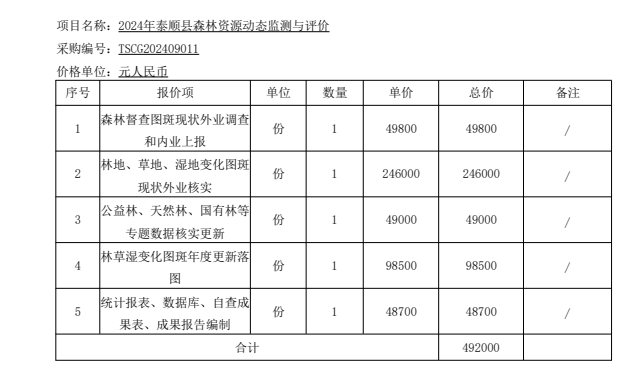 项目名称：2024年泰顺县森林资源动态监测与评价
采购编号：TSCG202409011
价格单位：元人民币
序号 报价项 单位 数量 单价 总价 备注
1 森林督查图斑现状外业调查 份 1 49800 49800 /
和内业上报
2 林地、草地、湿地变化图斑 份 1 246000 246000 /
现状外业核实
3 公益林、天然林、国有林等 份 1 49000 49000 /
专题数据核实更新
4 林草湿变化图斑年度更新落 份 1 98500 98500 /
图
5 统计报表、数据库、自查成 份 1 48700 48700 /
果表、成果报告编制
合计 492000